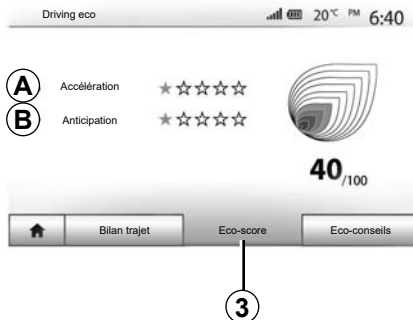 Driving eco 20°C PM 6:40
A Accélération
B Anticipation
40/100
Bilan trajet Eco-score Eco-conseils
3